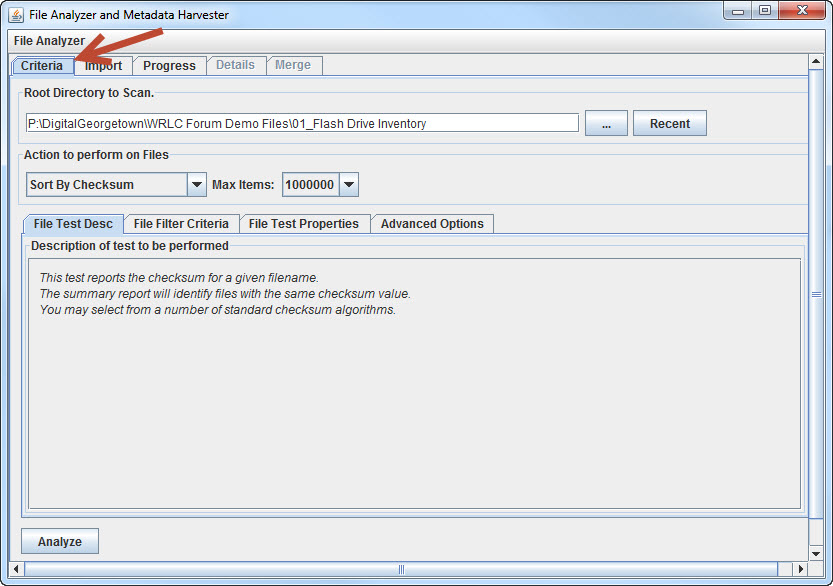 File Analyzer and Metadata Harvester
File Analyzer
Criteria Import Progress Details Merge
Root Directory to Scan.
P:\DigitalGeorgetown\WRLC Forum Demo Files\01_Flash Drive Inventory ... Recent
Action to perform on Files
Sort By Checksum Max Items: 1000000
File Test Desc File Filter Criteria File Test Properties Advanced Options
Description of test to be performed
This test reports the checksum for a given filename.
The summary report will identify files with the same checksum value.
You may select from a number of standard checksum algorithms.
Analyze